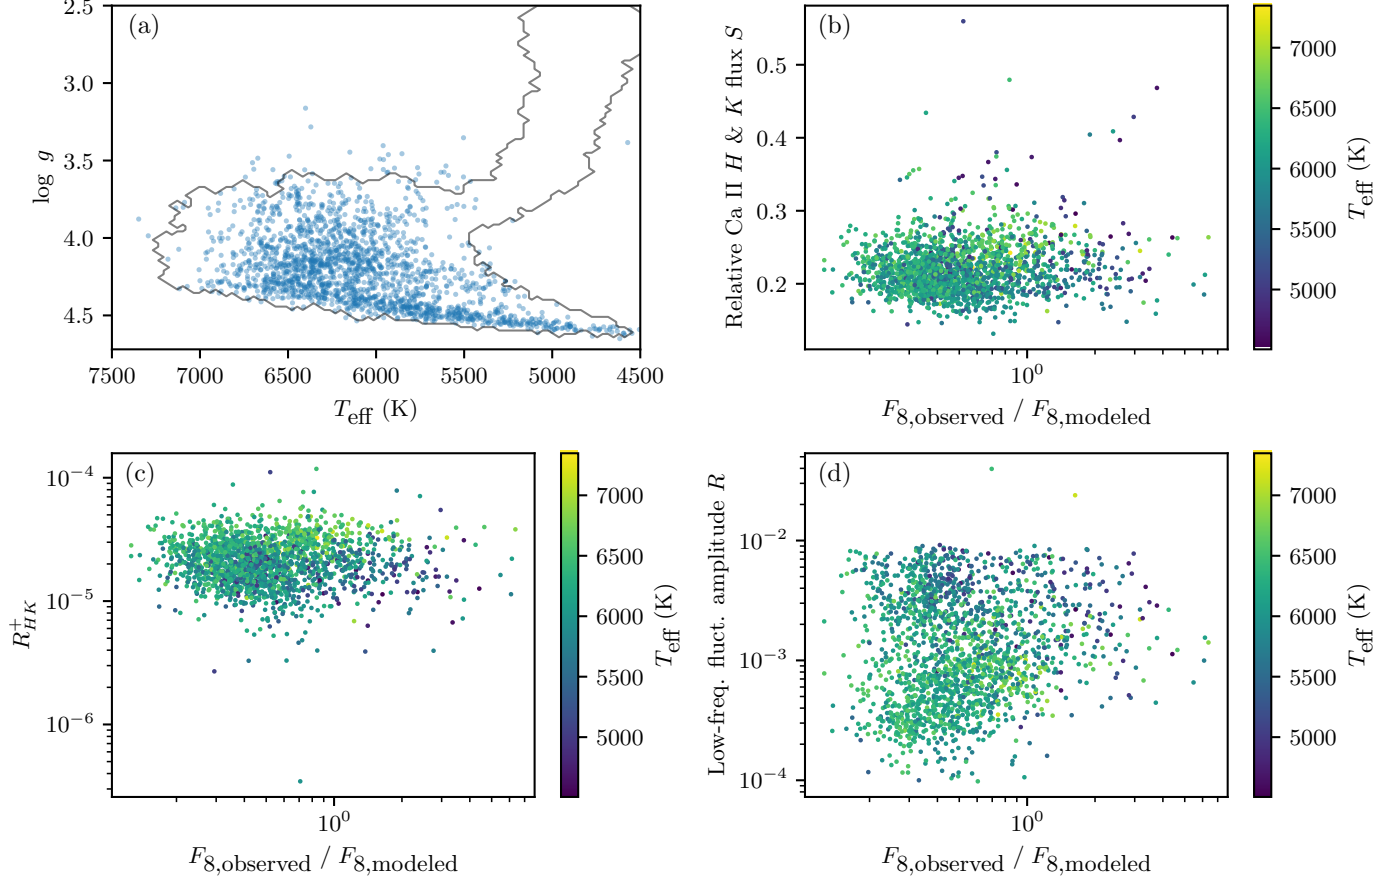 (a)
2.5
3.0
3.5
4.0
4.5
log g
7500 7000 6500 6000 5500 5000 4500
T_eff (K)
(b)
0.5
0.4
0.3
0.2
Relative Ca II H & K flux S
10^0
F_8,observed / F_8,modeled
7000
6500
6000
5500
5000
T_eff (K)
(c)
10^−4
10^−5
10^−6
R^+_HK
10^0
F_8,observed / F_8,modeled
7000
6500
6000
5500
5000
T_eff (K)
(d)
10^−2
10^−3
10^−4
Low-freq. fluct. amplitude R
10^0
F_8,observed / F_8,modeled
7000
6500
6000
5500
5000
T_eff (K)